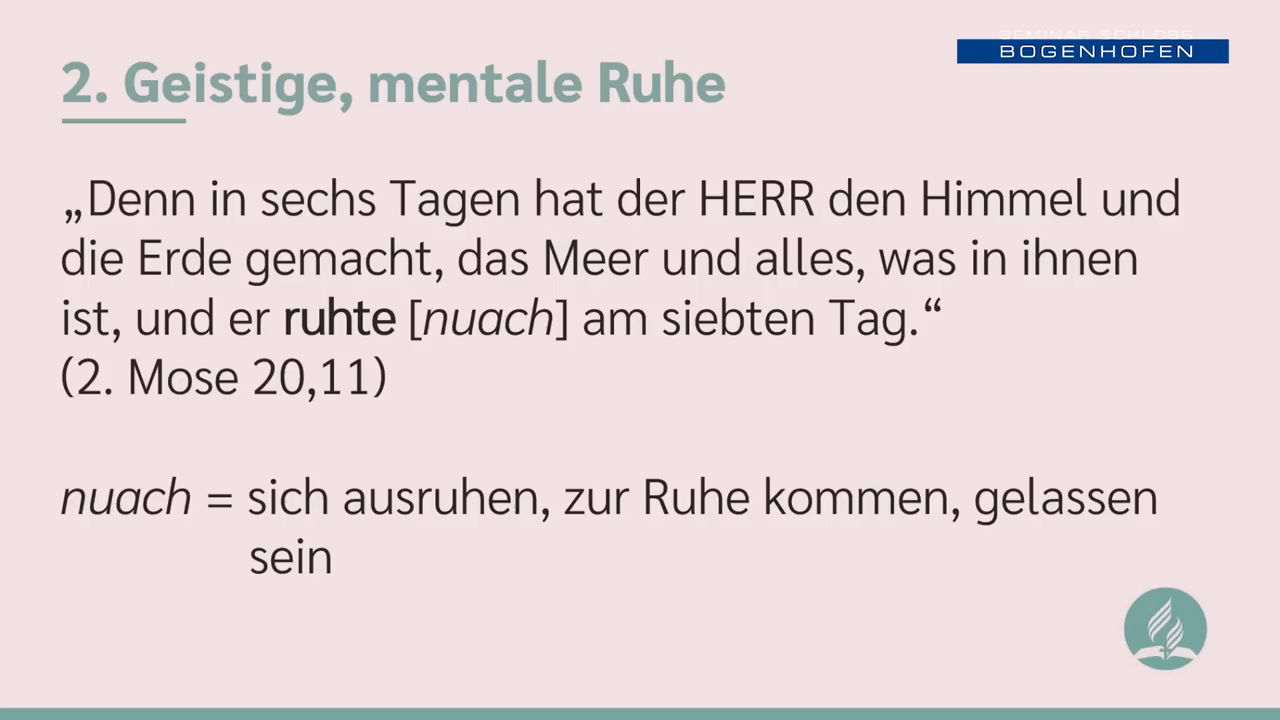 SEMINAR SCHLOSS
BOGENHOFEN
2. Geistige, mentale Ruhe
„Denn in sechs Tagen hat der HERR den Himmel und
die Erde gemacht, das Meer und alles, was in ihnen
ist, und er ruhte [nuach] am siebten Tag.“
(2. Mose 20,11)
nuach = sich ausruhen, zur Ruhe kommen, gelassen
sein